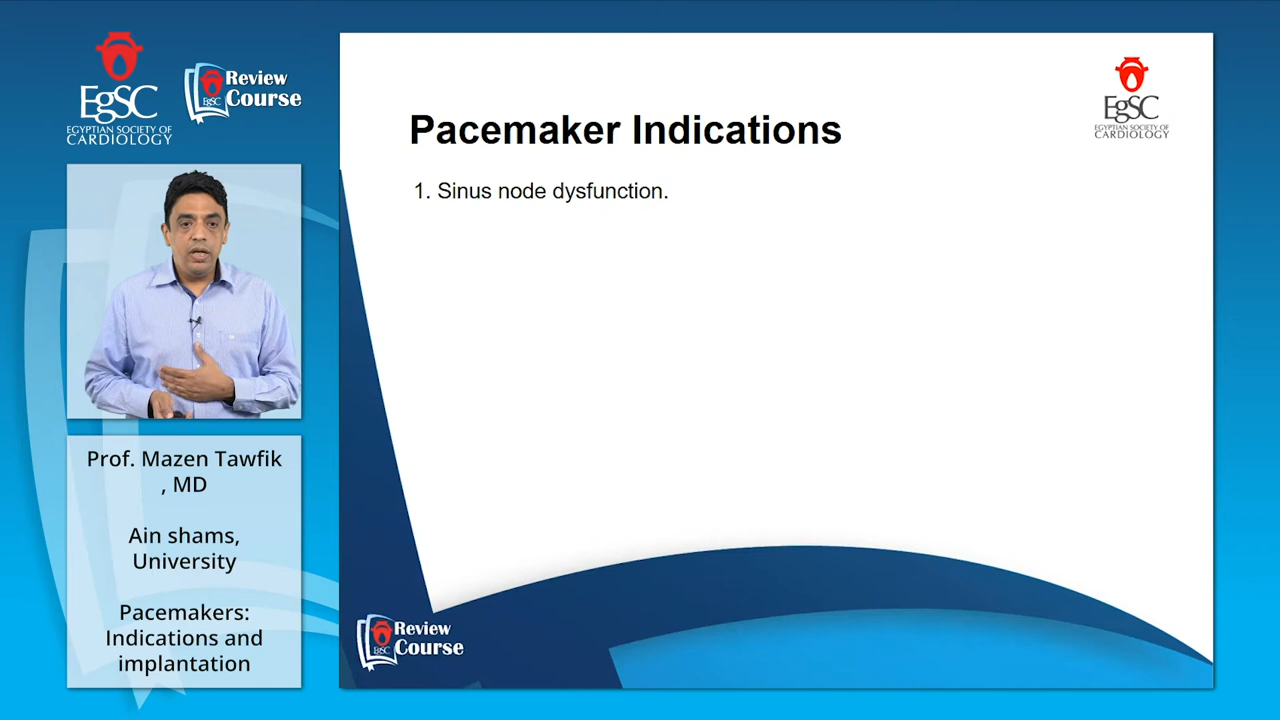 EgSC
EGYPTIAN SOCIETY OF
CARDIOLOGY
Review
Course
EgSC
Prof. Mazen Tawfik
, MD
Ain shams,
University
Pacemakers:
Indications and
implantation
EgSC
EGYPTIAN SOCIETY OF
CARDIOLOGY
Pacemaker Indications
1. Sinus node dysfunction.
Review
Course
EgSC